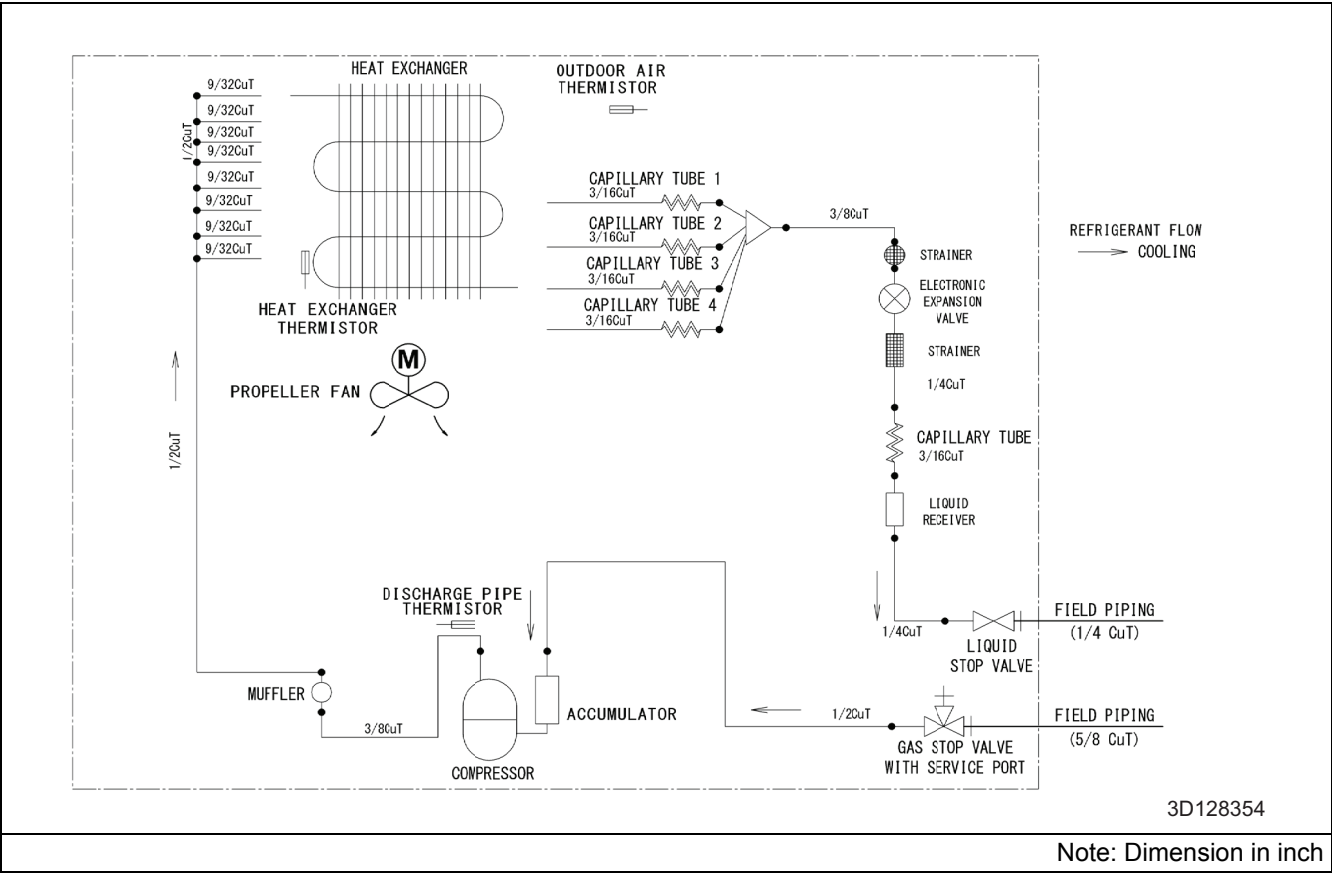 HEAT EXCHANGER
OUTDOOR AIR
THERMISTOR
9/32CuT
9/32CuT
9/32CuT
9/32CuT
9/32CuT
9/32CuT
9/32CuT
9/32CuT
1/2CuT
CAPILLARY TUBE 1
3/16CuT
CAPILLARY TUBE 2
3/16CuT
CAPILLARY TUBE 3
3/16CuT
CAPILLARY TUBE 4
3/16CuT
3/8CuT
REFRIGERANT FLOW
COOLING
STRAINER
ELECTRONIC
EXPANSION
VALVE
STRAINER
1/4CuT
HEAT EXCHANGER
THERMISTOR
M
PROPELLER FAN
1/2CuT
CAPILLARY TUBE
3/16CuT
LIQUID
RECEIVER
DISCHARGE PIPE
THERMISTOR
1/4CuT
FIELD PIPING
(1/4 CuT)
LIQUID
STOP VALVE
MUFFLER
3/8CuT
ACCUMULATOR
COMPRESSOR
1/2CuT
FIELD PIPING
(5/8 CuT)
GAS STOP VALVE
WITH SERVICE PORT
3D128354
Note: Dimension in inch